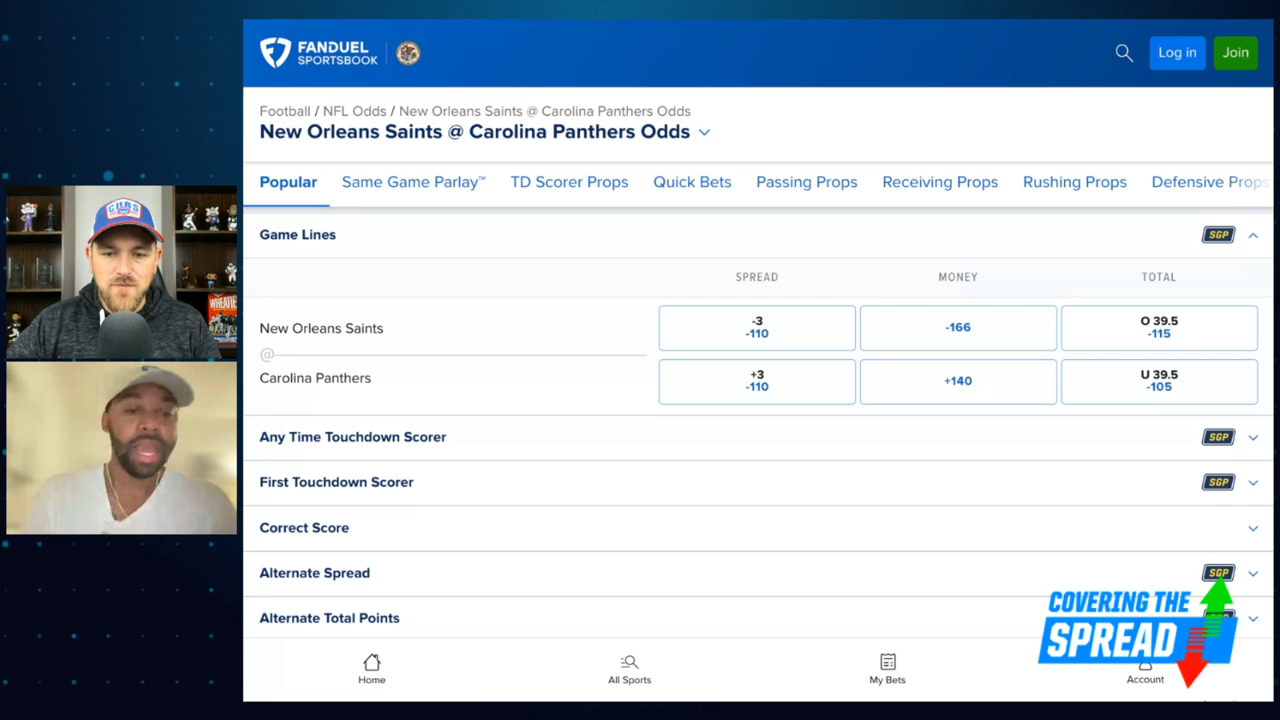 FANDUEL
SPORTSBOOK
Log in
Join
Football / NFL Odds / New Orleans Saints @ Carolina Panthers Odds
New Orleans Saints @ Carolina Panthers Odds
Popular Same Game Parlay™ TD Scorer Props Quick Bets Passing Props Receiving Props Rushing Props Defensive Props
Game Lines SGP
SPREAD MONEY TOTAL
New Orleans Saints -3 -110 -166 O 39.5 -115
@
Carolina Panthers +3 -110 +140 U 39.5 -105
Any Time Touchdown Scorer SGP
First Touchdown Scorer SGP
Correct Score
Alternate Spread SGP
Alternate Total Points
COVERING THE
SPREAD
Home All Sports My Bets Account
CUBS
WHEATIES